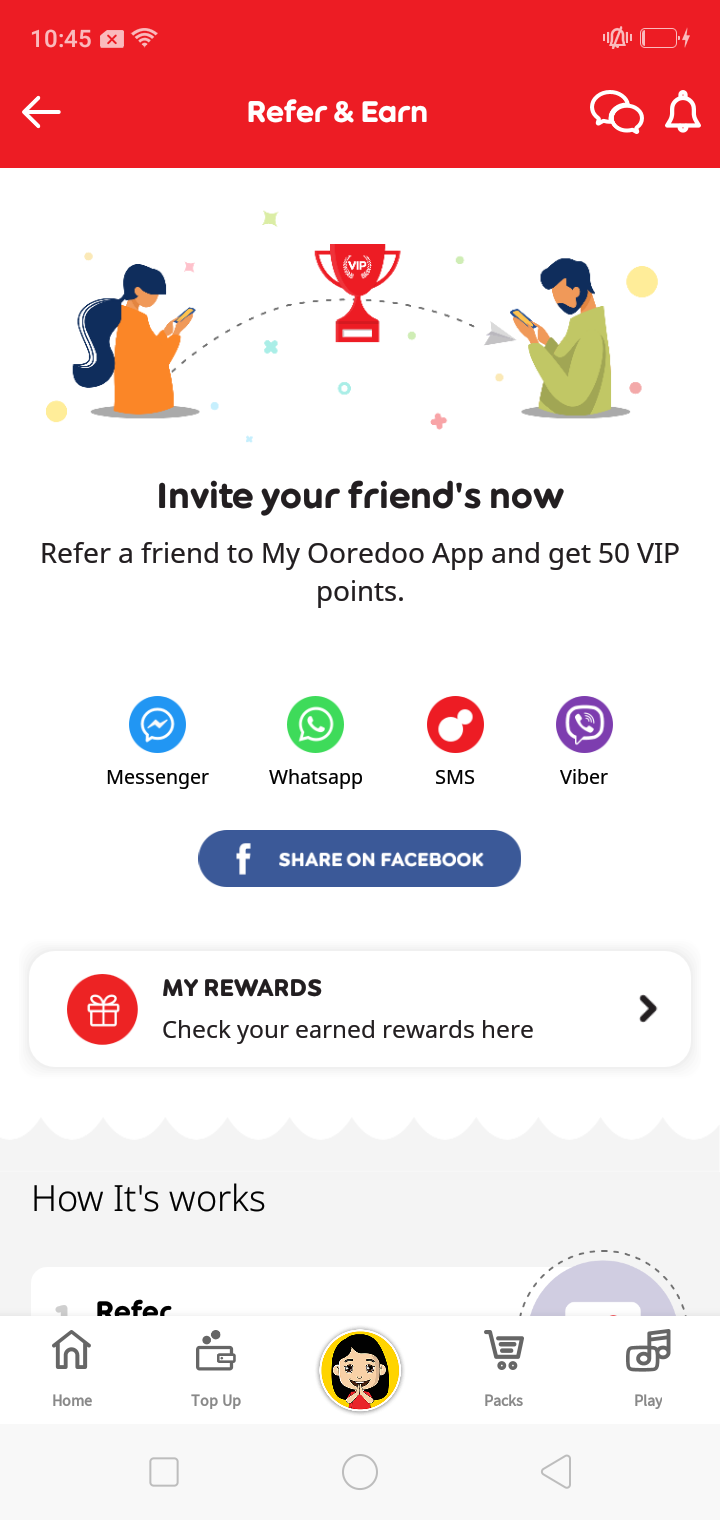 10:45
Refer & Earn
VIP
Invite your friend's now
Refer a friend to My Ooredoo App and get 50 VIP
points.
Messenger
Whatsapp
SMS
Viber
f SHARE ON FACEBOOK
MY REWARDS
Check your earned rewards here
How It's works
1 Refer
Home
Top Up
Packs
Play